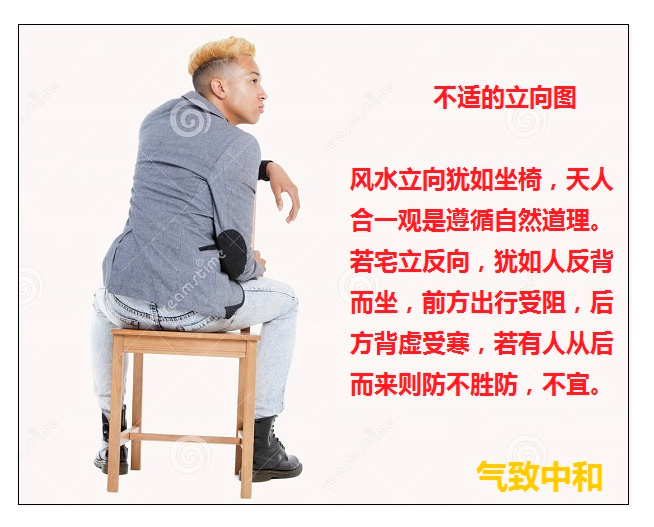 不适的立向图
风水立向犹如坐椅，天人
合一观是遵循自然道理。
若宅立反向，犹如人反背
而坐，前方出行受阻，后
方背虚受寒，若有人从后
而来则防不胜防，不宜。
气致中和
dreamstime